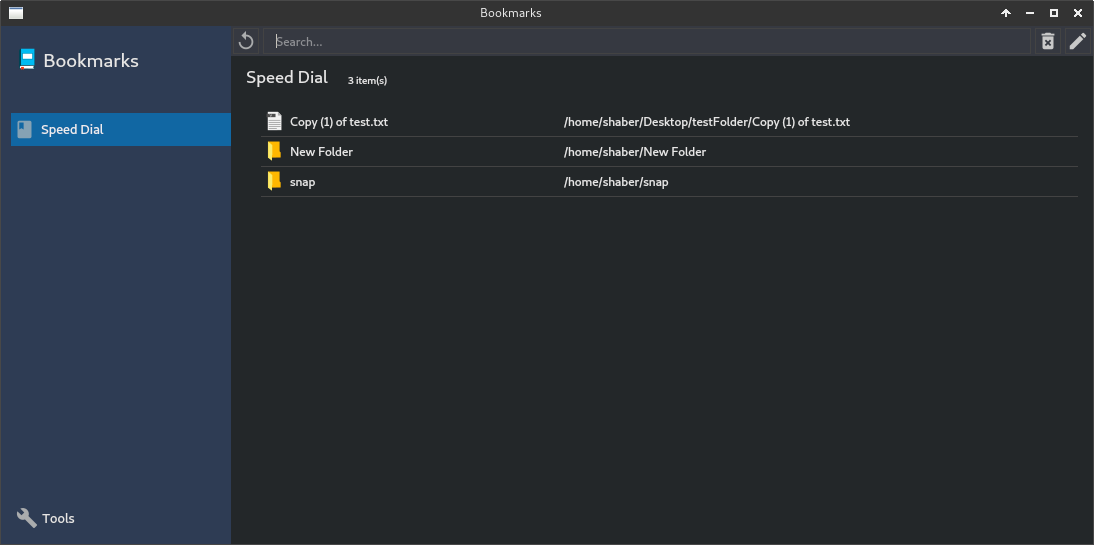 Bookmarks
Bookmarks
Search...
Speed Dial 3 item(s)
Speed Dial
Copy (1) of test.txt /home/shaber/Desktop/testFolder/Copy (1) of test.txt
New Folder /home/shaber/New Folder
snap /home/shaber/snap
Tools